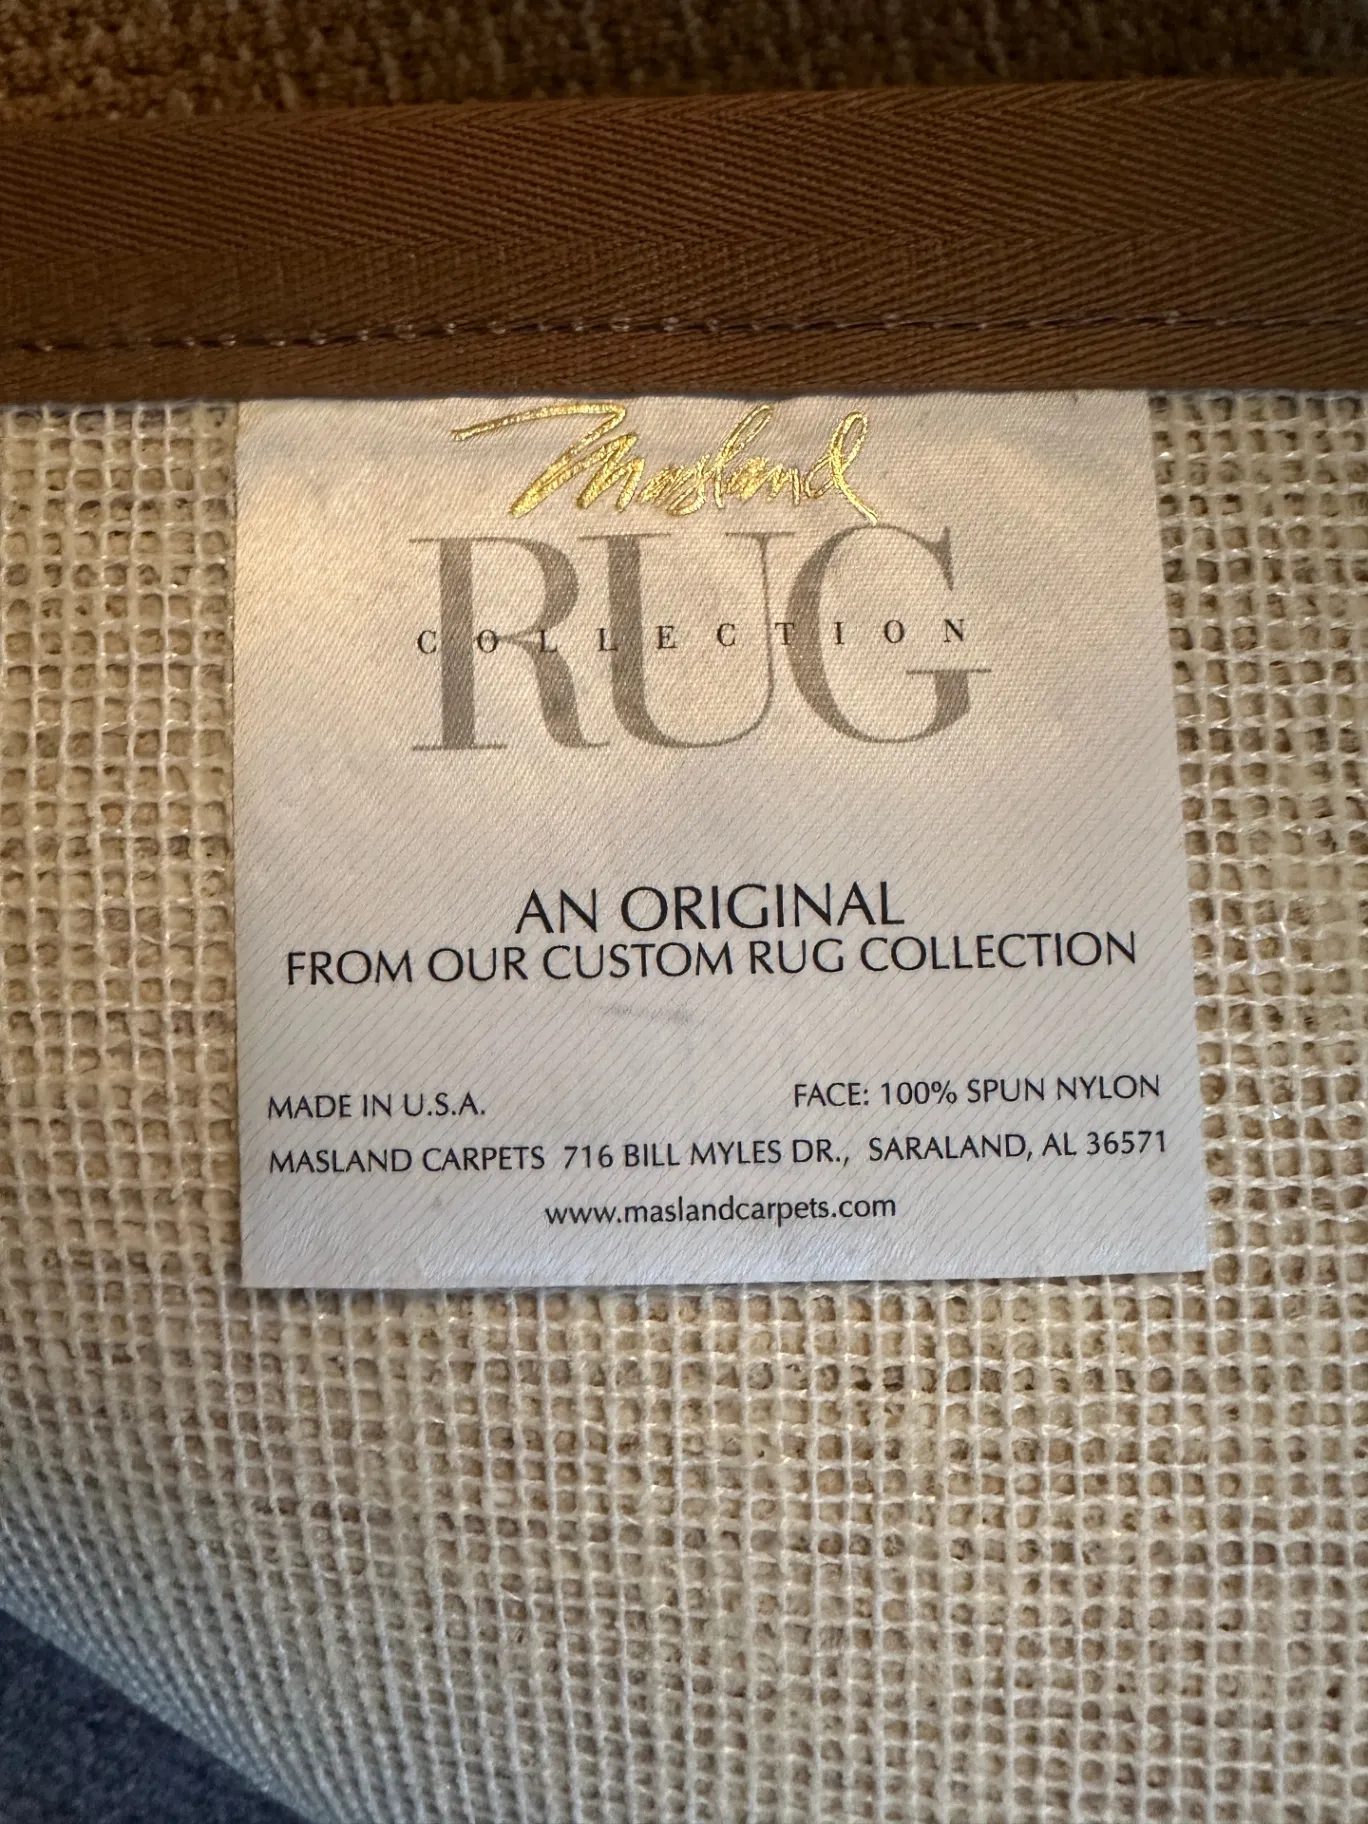 Masland
RUG
COLLECTION
AN ORIGINAL
FROM OUR CUSTOM RUG COLLECTION
MADE IN U.S.A. FACE: 100% SPUN NYLON
MASLAND CARPETS 716 BILL MYLES DR., SARALAND, AL 36571
www.maslandcarpets.com